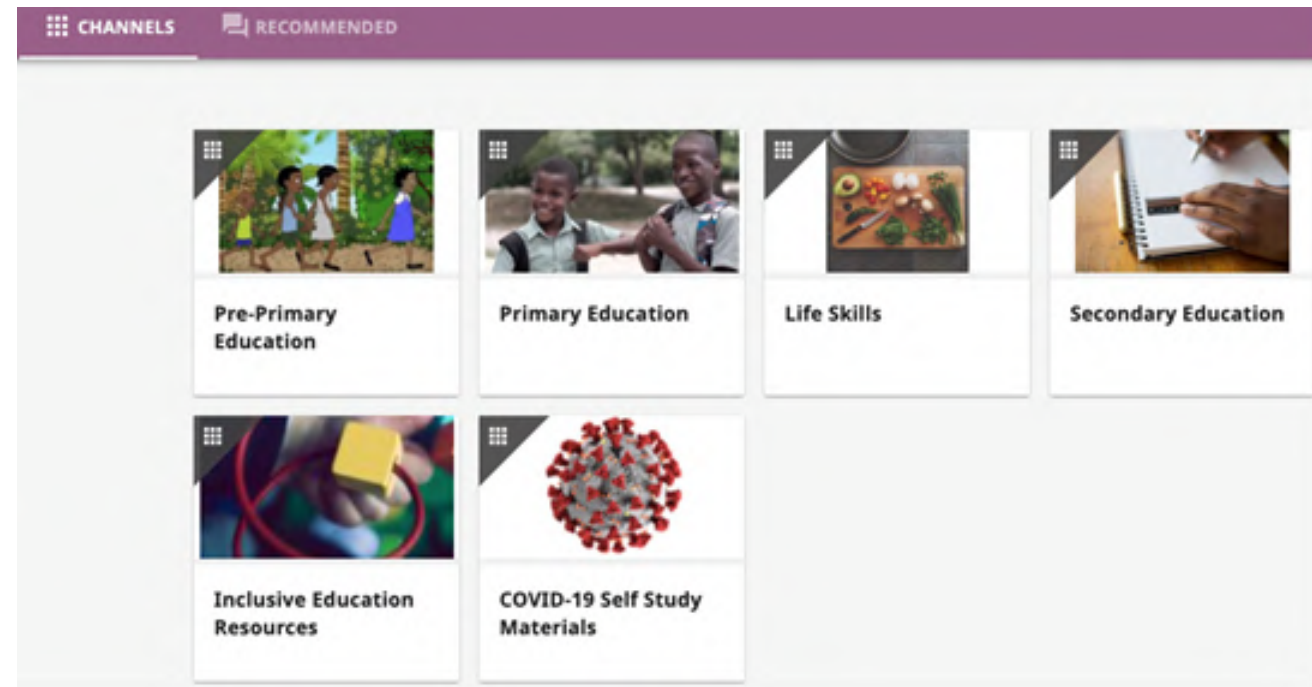 CHANNELS
RECOMMENDED
Pre-Primary
Education
Primary Education
Life Skills
Secondary Education
Inclusive Education
Resources
COVID-19 Self Study
Materials